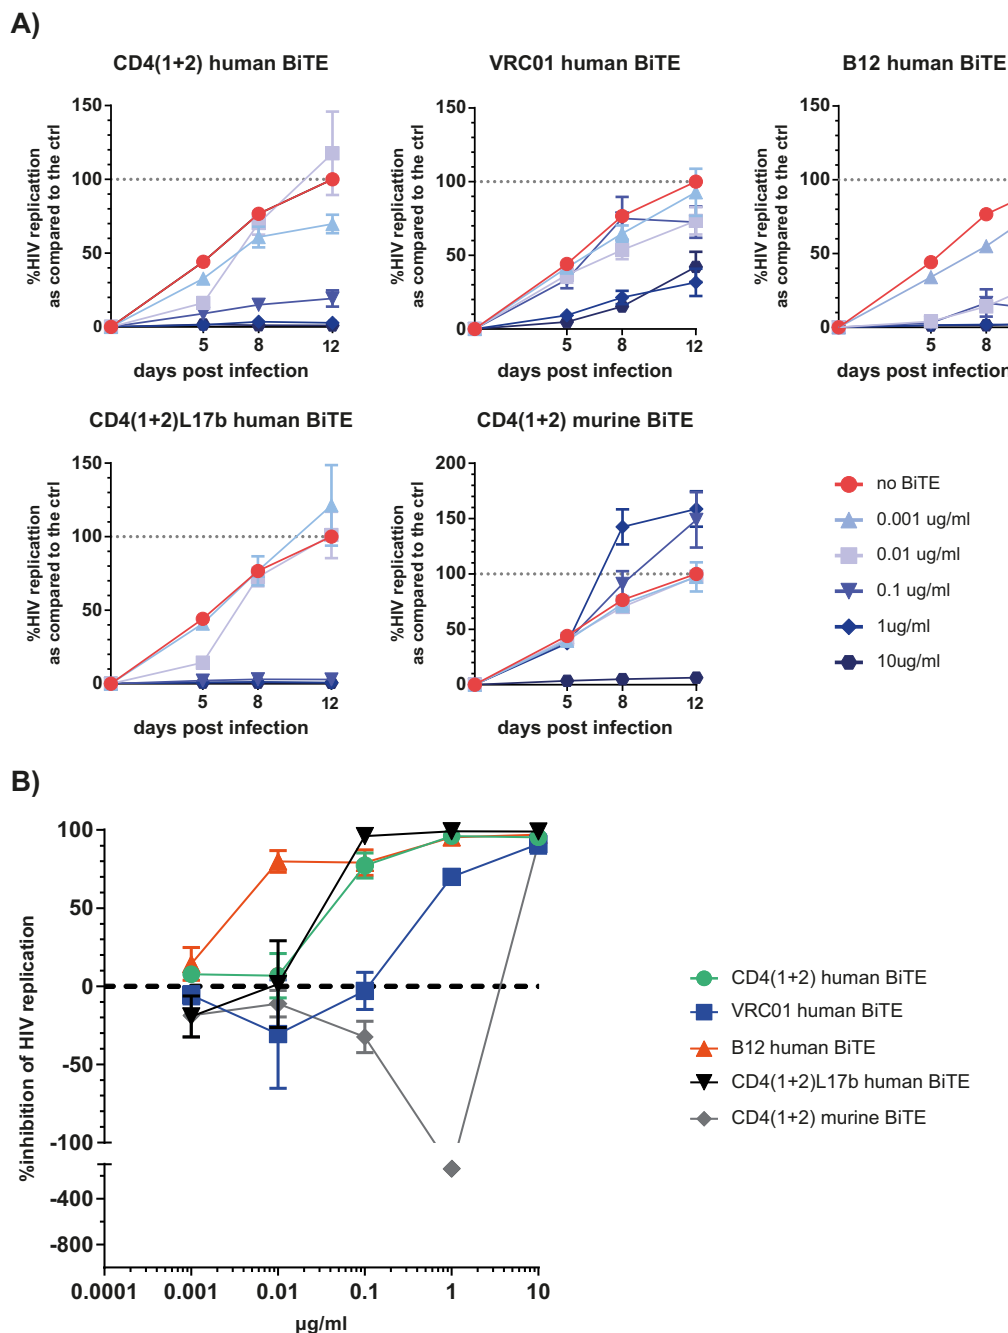 A)
CD4(1+2) human BiTE
VRC01 human BiTE
B12 human BiTE
%HIV replication
as compared to the ctrl
150
100
50
0
5
8
12
days post infection
%HIV replicattion
as compared to the ctrl
150
100
50
0
5
8
12
days post infection
%HIV replication
as compared to the ctrl
150
100
50
0
5
8
days post infection
CD4(1+2)L17b human BiTE
CD4(1+2) murine BiTE
%HIV replication
as compared to the ctrl
150
100
50
0
5
8
12
days post infection
%HIV replication
as compared to the ctrl
200
150
100
50
0
5
8
12
days post infection
no BiTE
0.001 ug/ml
0.01 ug/ml
0.1 ug/ml
1ug/ml
10ug/ml
B)
%inhibition of HIV replication
100
50
0
-50
-100
-400
-800
0.0001
0.001
0.01
0.1
1
10
µg/ml
CD4(1+2) human BiTE
VRC01 human BiTE
B12 human BiTE
CD4(1+2)L17b human BiTE
CD4(1+2) murine BiTE